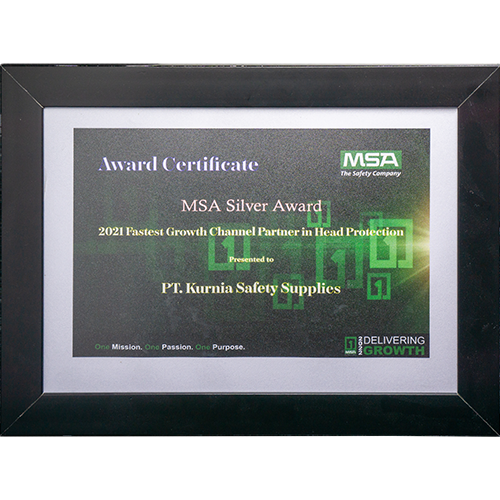 Award Certificate
MSA
The Safety Company
MSA Silver Award
2021 Fastest Growth Channel Partner in Head Protection
Presented to
PT. Kurnia Safety Supplies
One Mission. One Passion. One Purpose.
1
DELIVERING
GROWTH